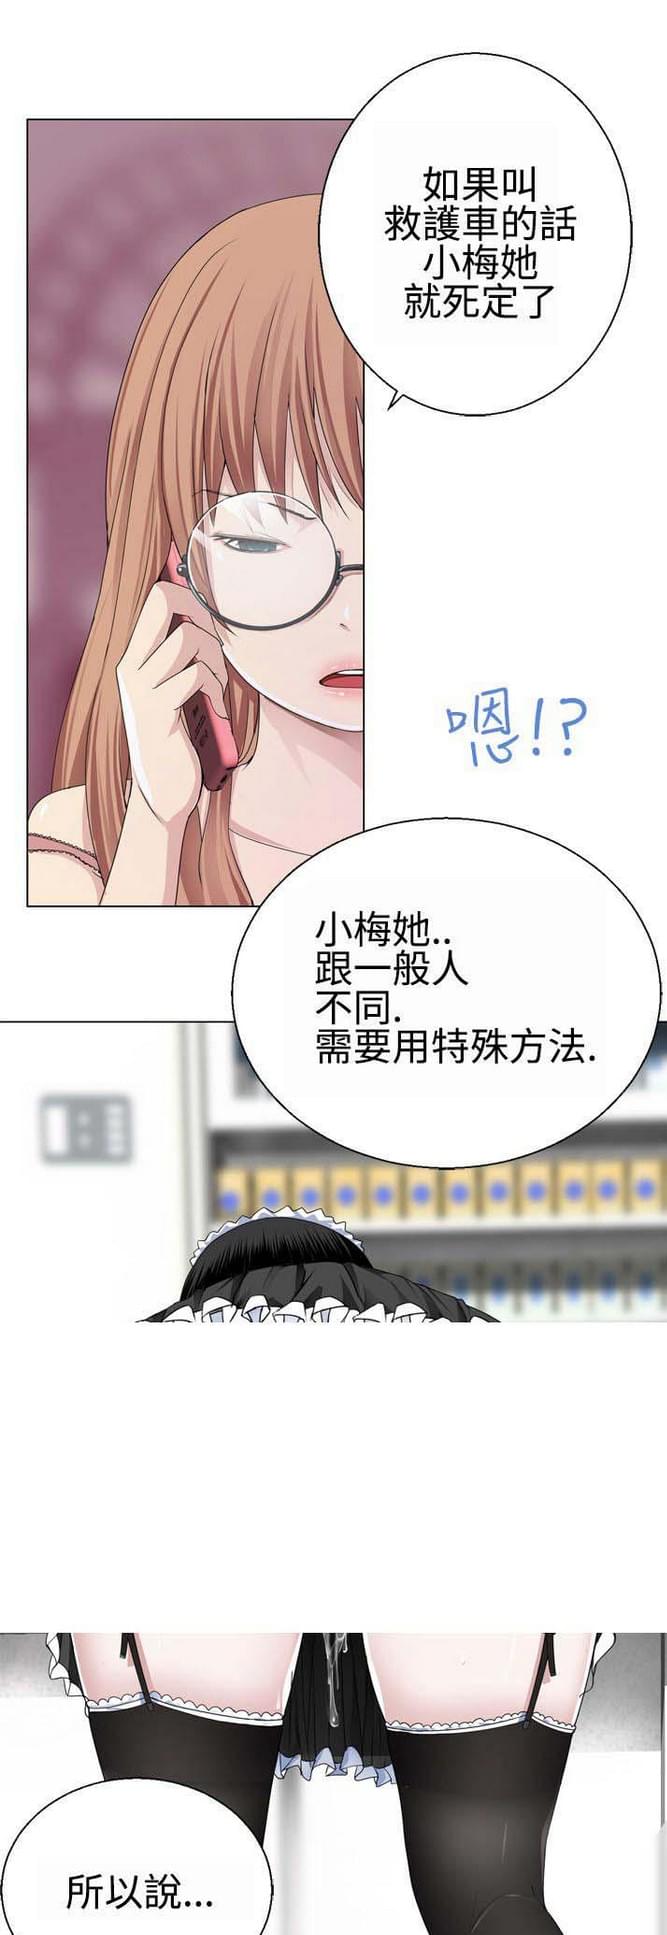 如果叫
救護車的話
小梅她
就死定了
嗯!?
小梅她..
跟一般人
不同.
需要用特殊方法.
所以說...